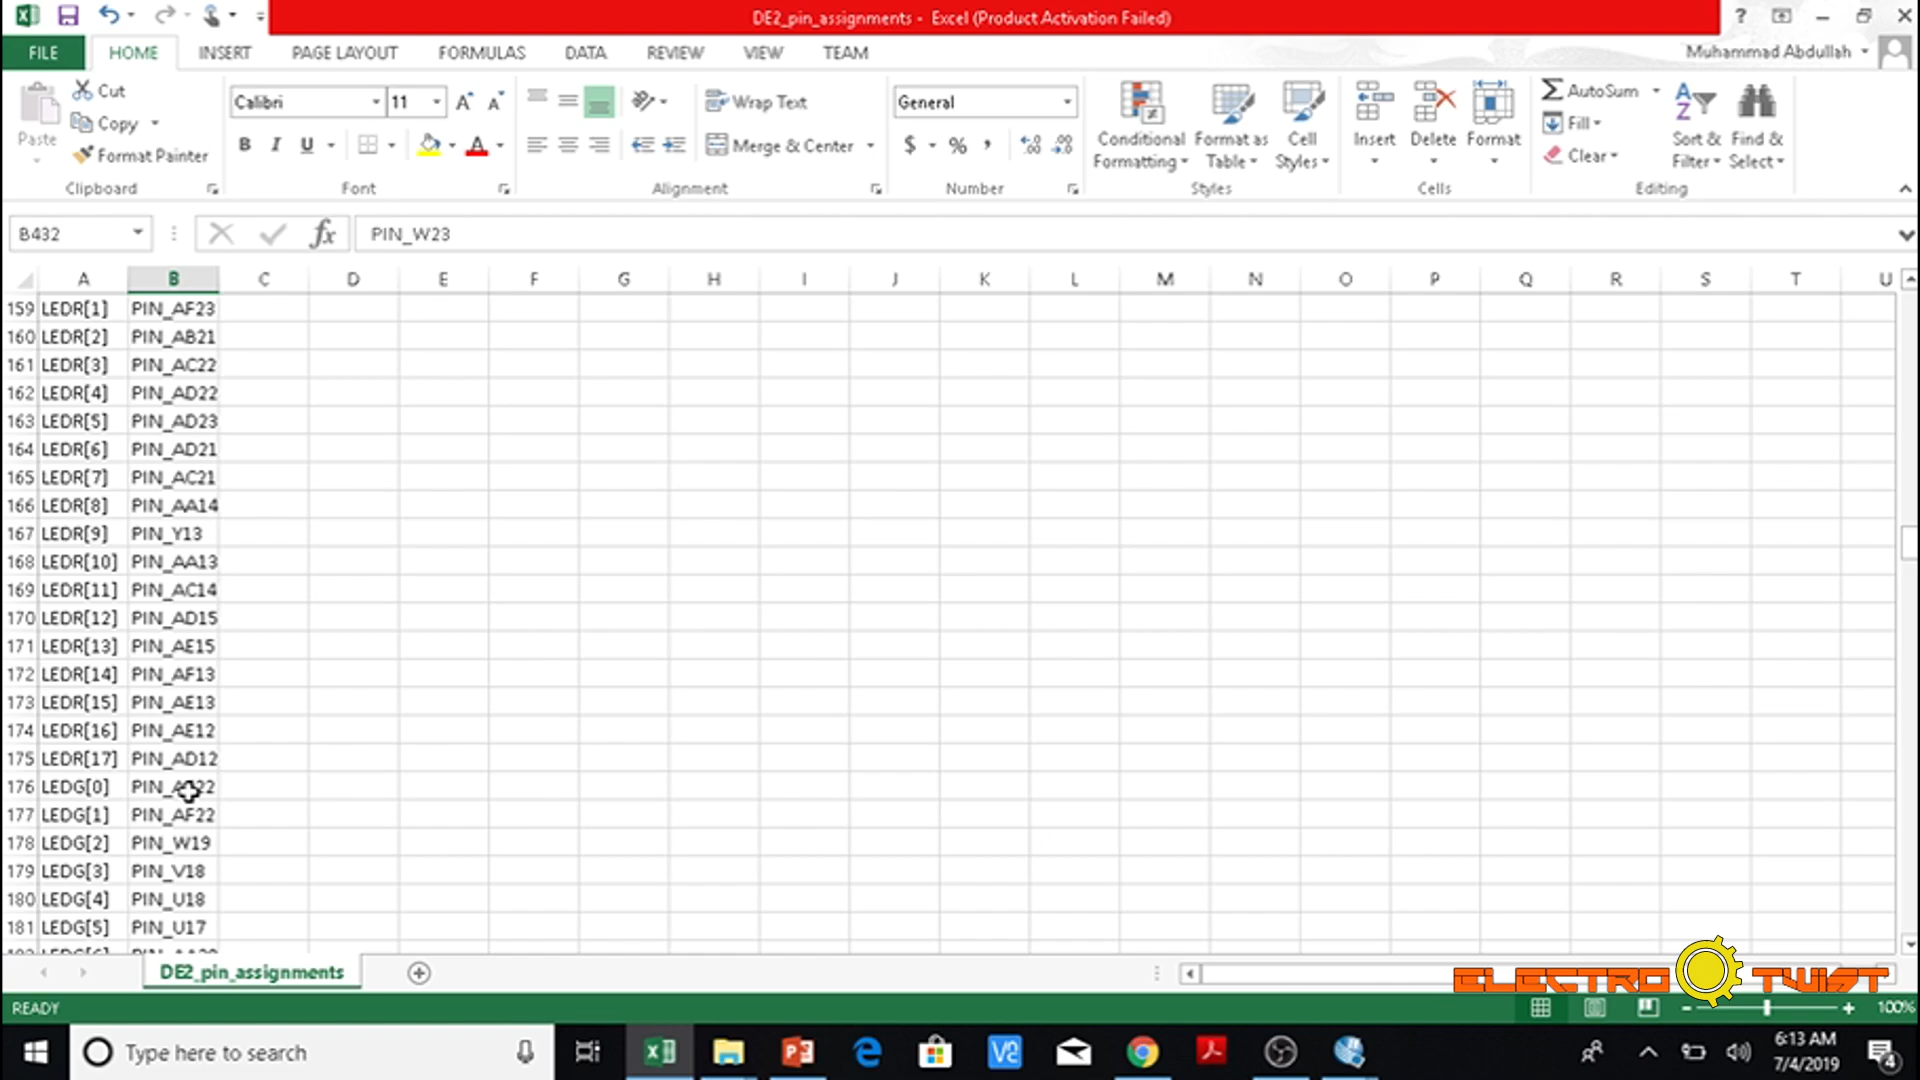 DE2_pin_assignments - Excel (Product Activation Failed)
FILE HOME INSERT PAGE LAYOUT FORMULAS DATA REVIEW VIEW TEAM Muhammad Abdullah
Paste Cut Copy Format Painter Clipboard
Calibri 11 B I U Font
Wrap Text Merge & Center Alignment
General $ % , Number
Conditional Formatting Format as Table Cell Styles Styles
Insert Delete Format Cells
AutoSum Fill Clear Sort & Filter Find & Select Editing
B432 fx PIN_W23
A B C D E F G H I J K L M N O P Q R S T U
159 LEDR[1] PIN_AF23
160 LEDR[2] PIN_AB21
161 LEDR[3] PIN_AC22
162 LEDR[4] PIN_AD22
163 LEDR[5] PIN_AD23
164 LEDR[6] PIN_AD21
165 LEDR[7] PIN_AC21
166 LEDR[8] PIN_AA14
167 LEDR[9] PIN_Y13
168 LEDR[10] PIN_AA13
169 LEDR[11] PIN_AC14
170 LEDR[12] PIN_AD15
171 LEDR[13] PIN_AE15
172 LEDR[14] PIN_AF13
173 LEDR[15] PIN_AE13
174 LEDR[16] PIN_AE12
175 LEDR[17] PIN_AD12
176 LEDG[0]
177 LEDG[1] PIN_AF22
178 LEDG[2] PIN_W19
179 LEDG[3] PIN_V18
180 LEDG[4] PIN_U18
181 LEDG[5] PIN_U17
DE2_pin_assignments
ELECTRO TWIST
READY 100%
Type here to search
6:13 AM
7/4/2019
4